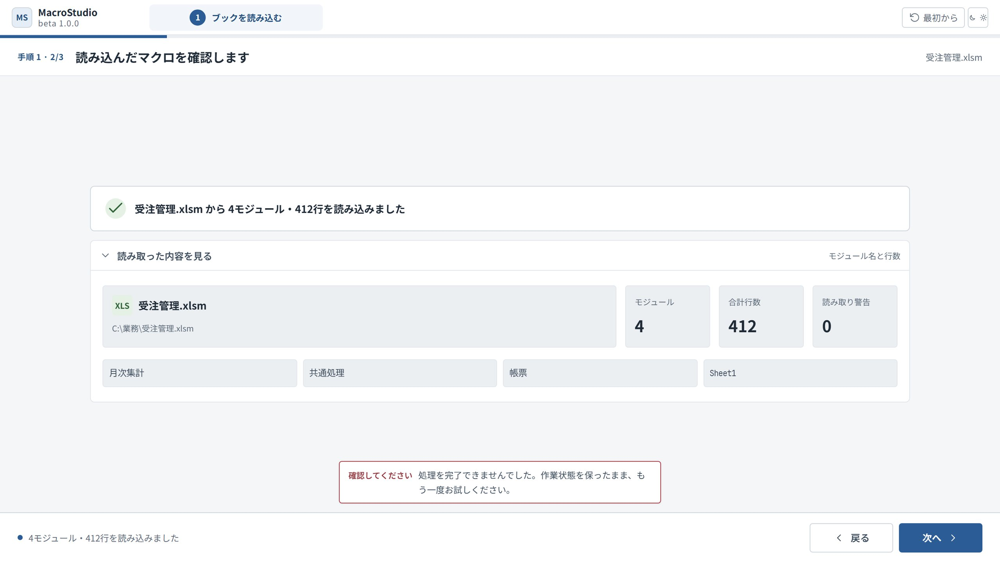 MS
MacroStudio
beta 1.0.0
1 ブックを読み込む
最初から
手順 1・2/3
読み込んだマクロを確認します
受注管理.xlsm
受注管理.xlsm から 4モジュール・412行を読み込みました
読み取った内容を見る
モジュール名と行数
XLS 受注管理.xlsm
C:\業務\受注管理.xlsm
モジュール
4
合計行数
412
読み取り警告
0
月次集計
共通処理
帳票
Sheet1
確認してください 処理を完了できませんでした。作業状態を保ったまま、も
う一度お試しください。
4モジュール・412行を読み込みました
戻る
次へ